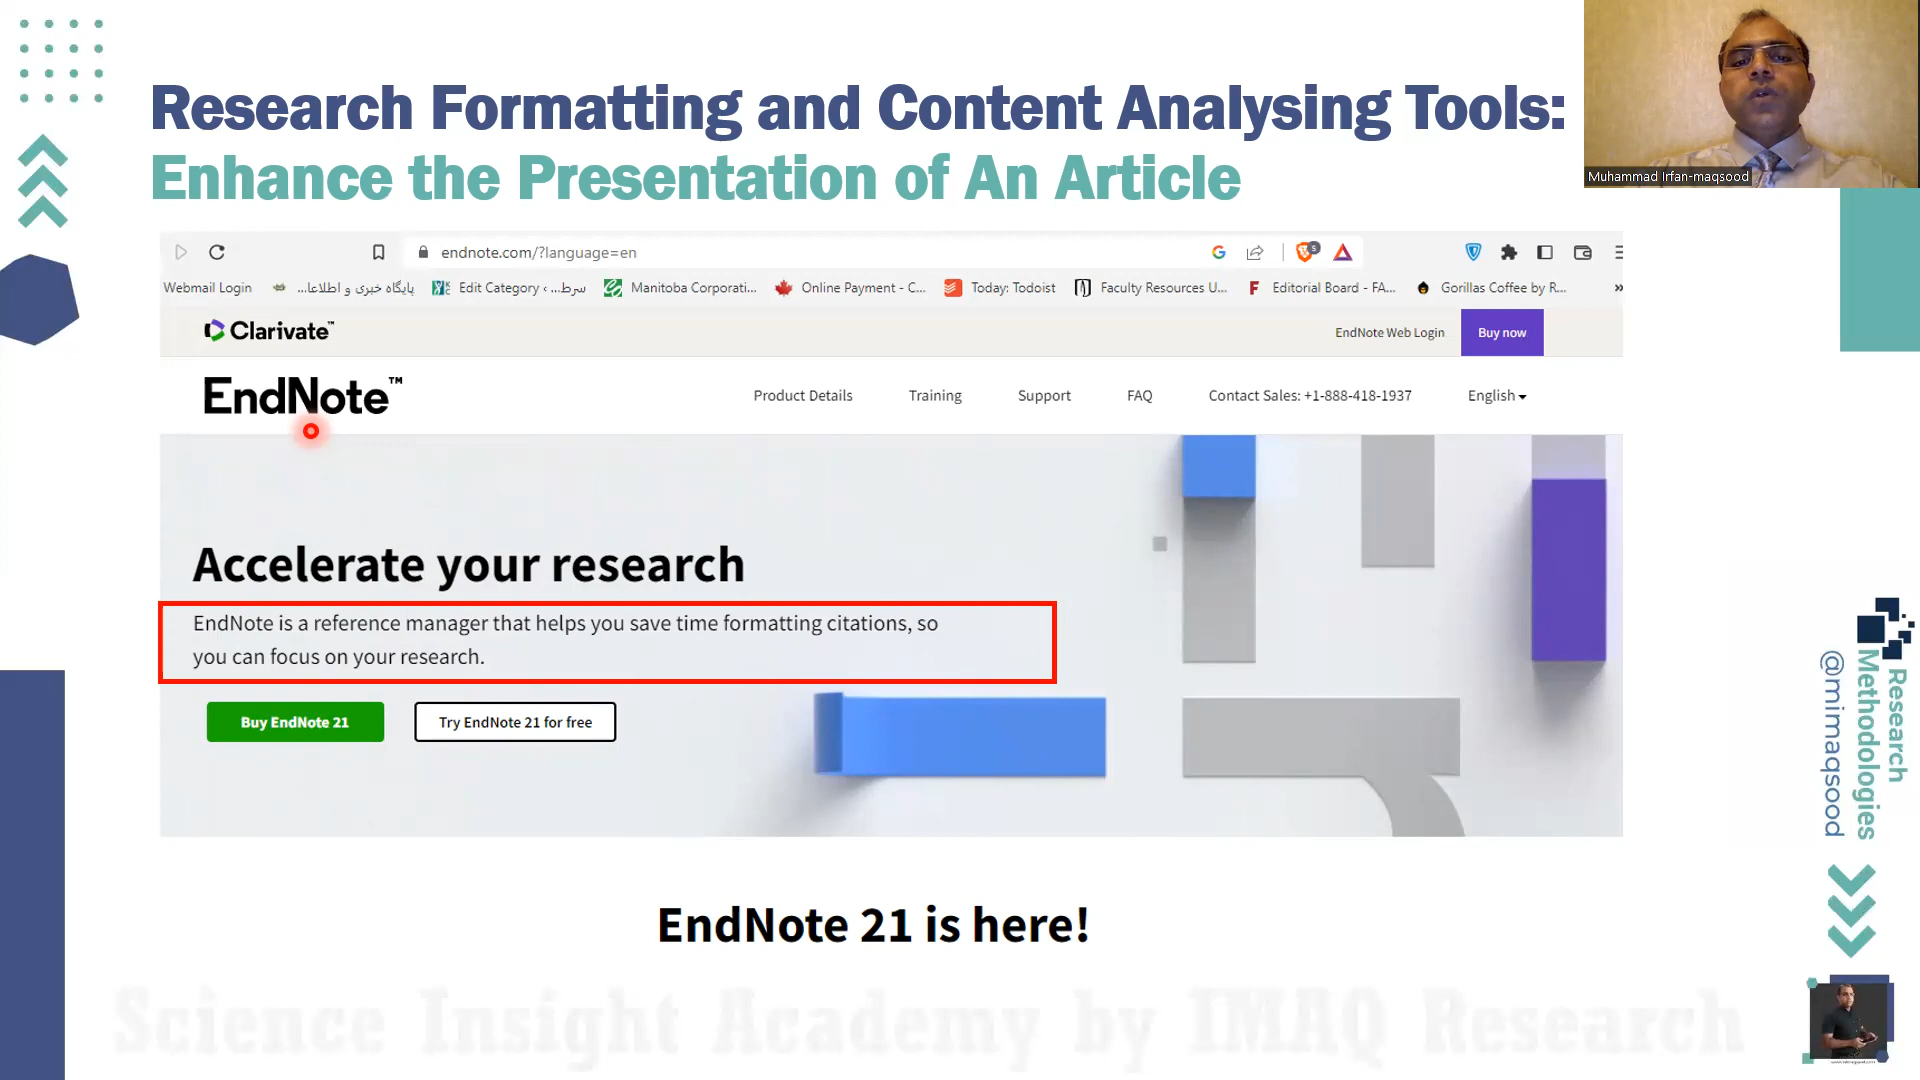 Research Formatting and Content Analysing Tools:
Enhance the Presentation of An Article
Muhammad Irfan-maqsood
endnote.com/?language=en
5
Webmail Login
پایگاه خبری و اطلاعا...
Edit Category ‹ ...سرط
Manitoba Corporati...
Online Payment - C...
Today: Todoist
Faculty Resources U...
Editorial Board - FA...
Gorillas Coffee by R...
»
Clarivate™
EndNote Web Login
Buy now
EndNote™
Product Details
Training
Support
FAQ
Contact Sales: +1-888-418-1937
English
Accelerate your research
EndNote is a reference manager that helps you save time formatting citations, so
you can focus on your research.
Buy EndNote 21
Try EndNote 21 for free
EndNote 21 is here!
Research
Methodologies
@mimaqsood
Science Insight Academy by IMAQ Research